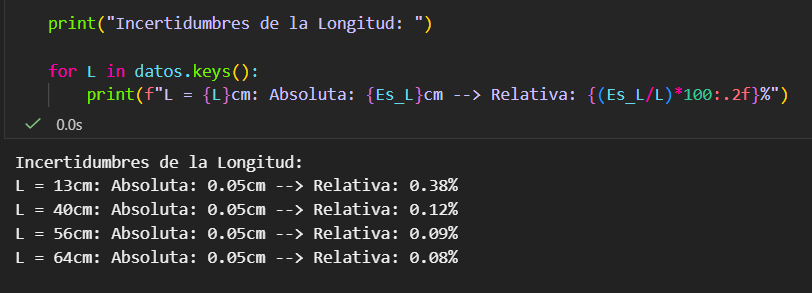 print("Incertidumbres de la Longitud: ")
for L in datos.keys():
print(f"L = {L}cm: Absoluta: {Es_L}cm --> Relativa: {(Es_L/L)*100:.2f}%")
0.0s
Incertidumbres de la Longitud:
L = 13cm: Absoluta: 0.05cm --> Relativa: 0.38%
L = 40cm: Absoluta: 0.05cm --> Relativa: 0.12%
L = 56cm: Absoluta: 0.05cm --> Relativa: 0.09%
L = 64cm: Absoluta: 0.05cm --> Relativa: 0.08%